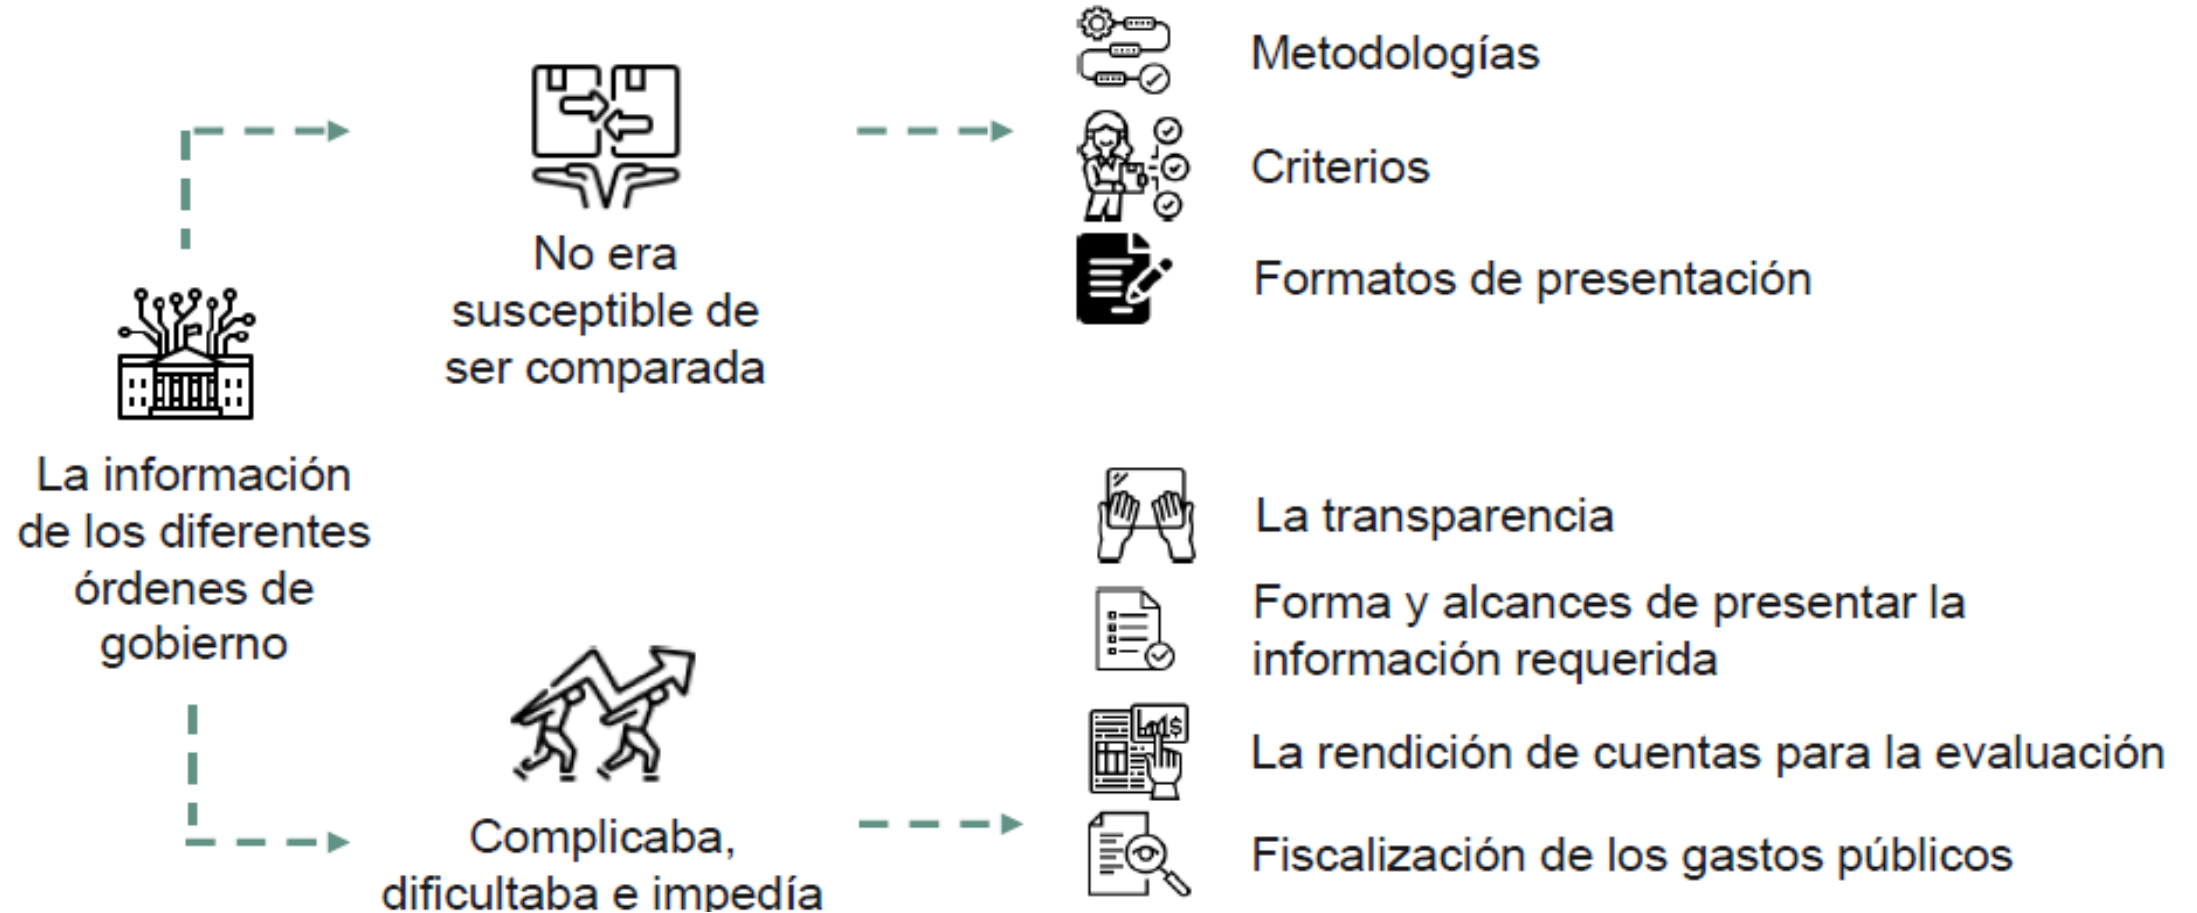 La información
de los diferentes
órdenes de
gobierno
No era
susceptible de
ser comparada
Metodologías
Criterios
Formatos de presentación
Complicaba,
dificultaba e impedía
La transparencia
Forma y alcances de presentar la
información requerida
La rendición de cuentas para la evaluación
Fiscalización de los gastos públicos